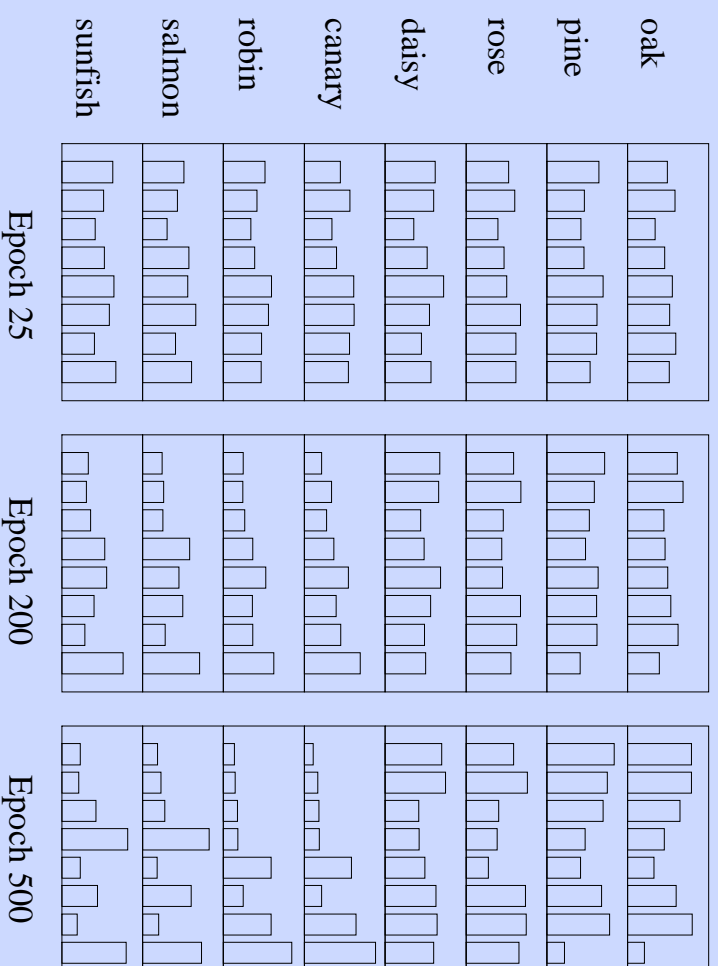 oak
pine
rose
daisy
canary
robin
salmon
sunfish
Epoch 25
Epoch 200
Epoch 500